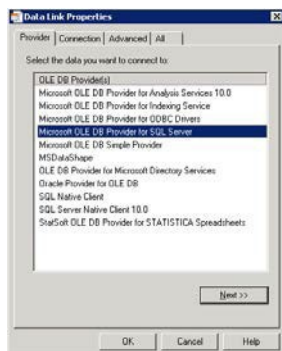 Data Link Properties
Provider Connection Advanced All
Select the data you want to connect to:
OLE DB Provider(s)
Microsoft OLE DB Provider for Analysis Services 10.0
Microsoft OLE DB Provider for Indexing Service
Microsoft OLE DB Provider for ODBC Drivers
Microsoft OLE DB Provider for SQL Server
Microsoft OLE DB Simple Provider
MSDataShape
OLE DB Provider for Microsoft Directory Services
Oracle Provider for OLE DB
SQL Native Client
SQL Server Native Client 10.0
StatSoft OLE DB Provider for STATISTICA Spreadsheets
Next >>
OK Cancel Help